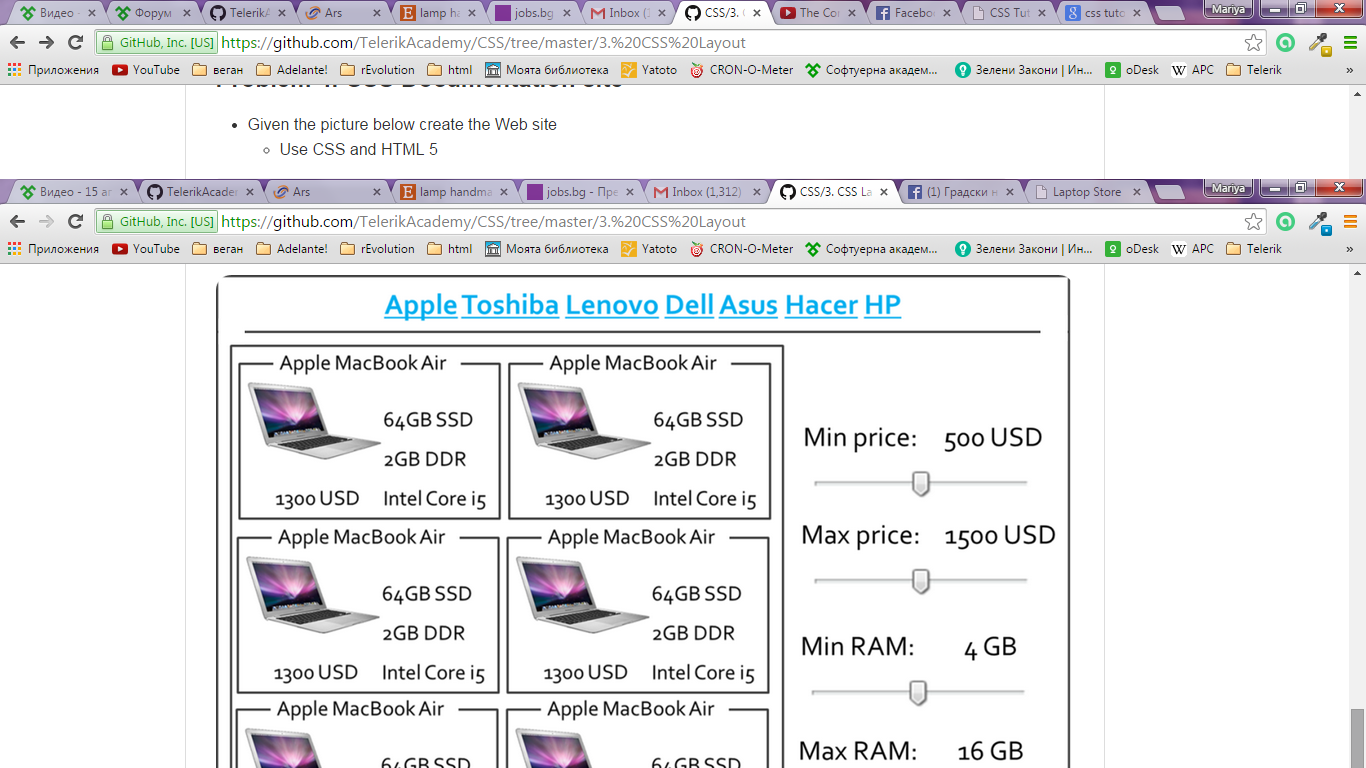 Видео - Форум TelerikA Ars lamp ha jobs.bg Inbox (1 CSS/3. C The Co Facebo CSS Tut css tuto Mariya
GitHub, Inc. [US] https://github.com/TelerikAcademy/CSS/tree/master/3.%20CSS%20Layout
Приложения YouTube веган Adelante! rEvolution html Моята библиотека Yatoto CRON-O-Meter Софтуерна академ... Зелени Закони | Ин... oDesk APC Telerik »
Given the picture below create the Web site
Use CSS and HTML 5
Видео - 15 ап TelerikAcade Ars lamp handma jobs.bg - Пре Inbox (1,312) CSS/3. CSS La (1) Градски н Laptop Store Mariya
GitHub, Inc. [US] https://github.com/TelerikAcademy/CSS/tree/master/3.%20CSS%20Layout
Приложения YouTube веган Adelante! rEvolution html Моята библиотека Yatoto CRON-O-Meter Софтуерна академ... Зелени Закони | Ин... oDesk APC Telerik »
Apple Toshiba Lenovo Dell Asus Hacer HP
Apple MacBook Air
64GB SSD
2GB DDR
1300 USD Intel Core i5
Apple MacBook Air
64GB SSD
2GB DDR
1300 USD Intel Core i5
Apple MacBook Air
64GB SSD
2GB DDR
1300 USD Intel Core i5
Apple MacBook Air
64GB SSD
2GB DDR
1300 USD Intel Core i5
Apple MacBook Air
64GB SSD
Apple MacBook Air
64GB SSD
Min price: 500 USD
Max price: 1500 USD
Min RAM: 4 GB
Max RAM: 16 GB